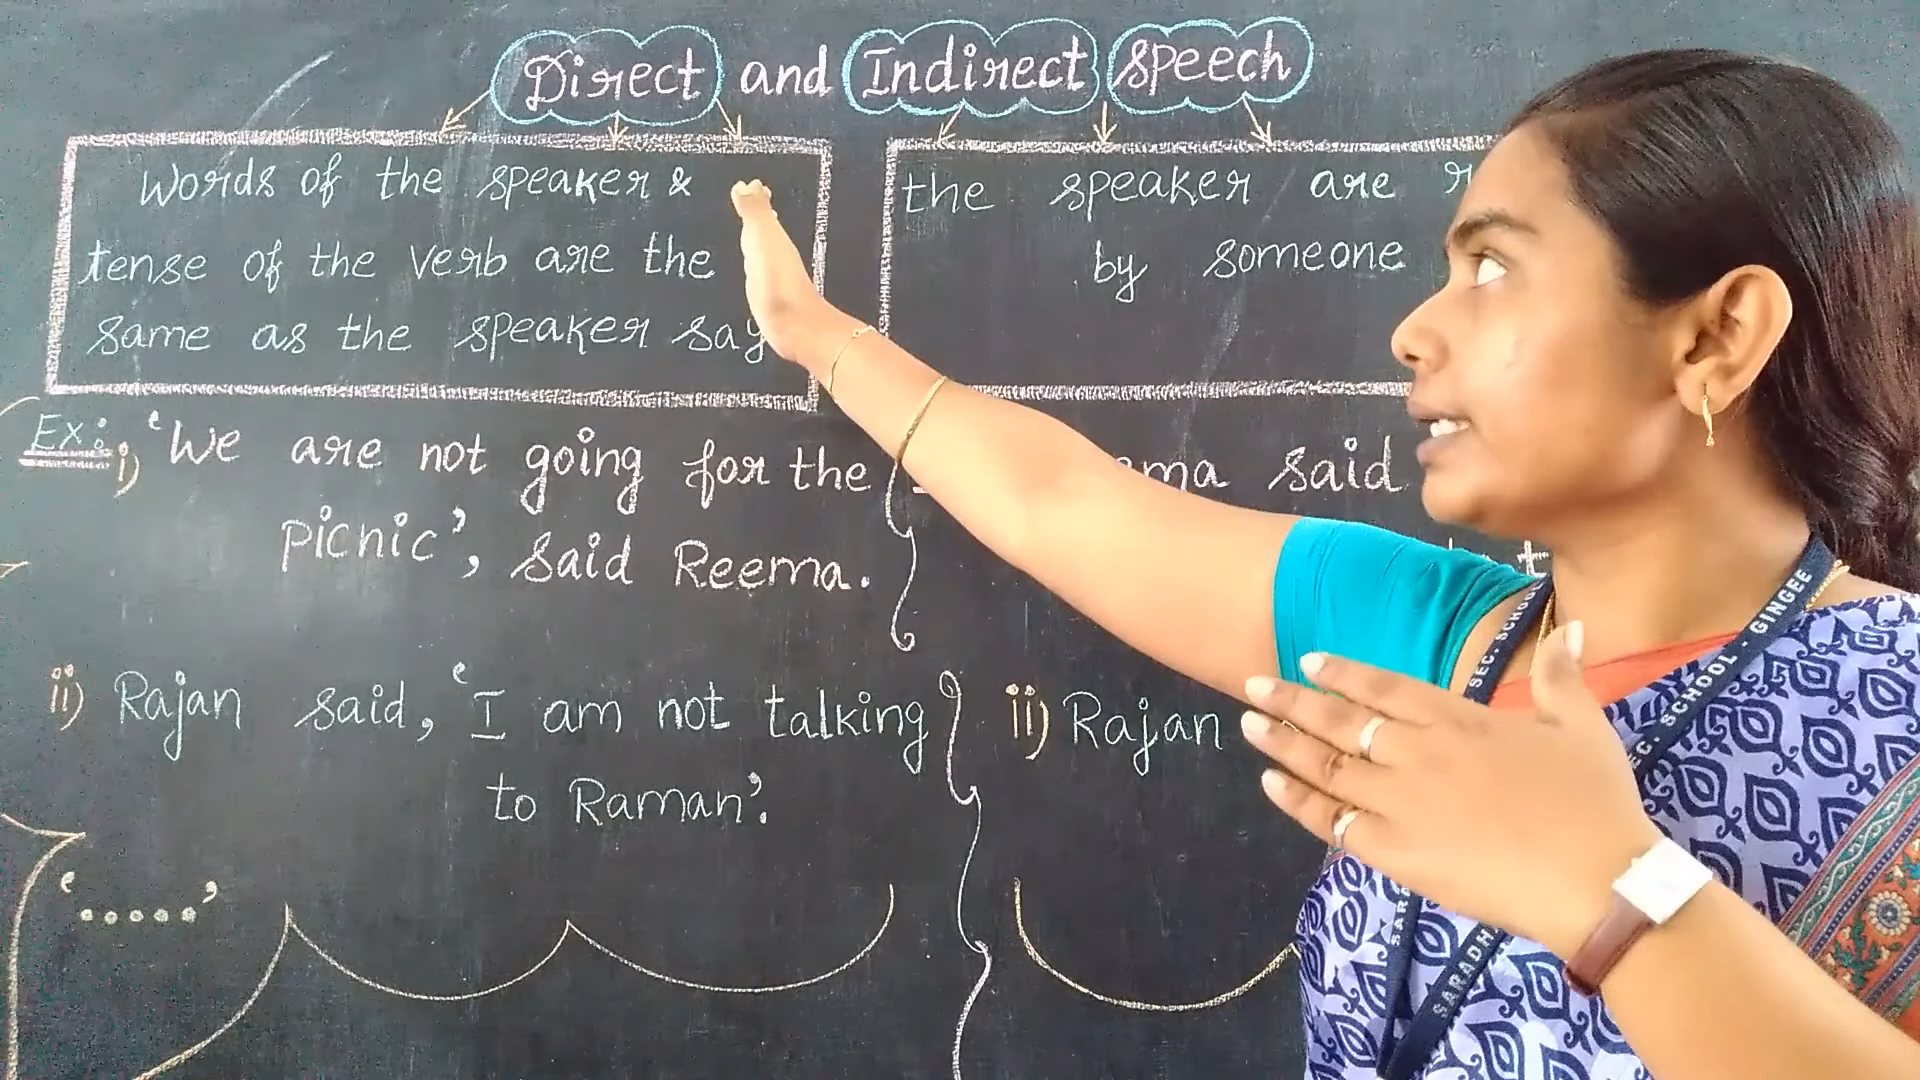 Direct and Indirect speech
Words of the speaker &
tense of the verb are the
same as the speaker say
the speaker are
by someone
Ex:
i) ‘We are not going for the
picnic’, said Reema.
said
ii) Rajan said, ‘I am not talking
to Raman’.
ii) Rajan
‘.....’
SEC. SCHOOL - GINGEE
SEC. SCHOOL